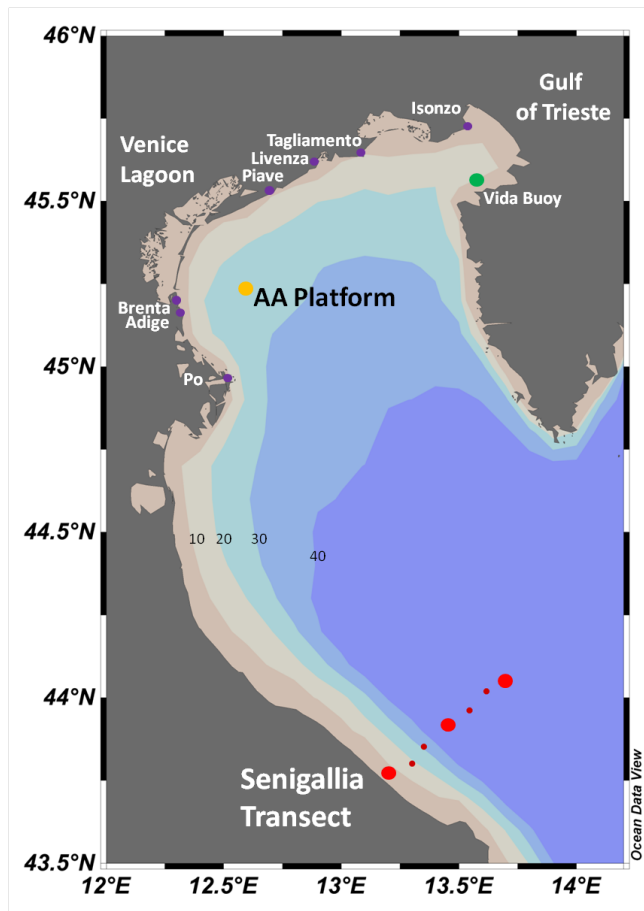 46°N
Gulf
of Trieste
Isonzo
Tagliamento
Livenza
Piave
Venice
Lagoon
45.5°N
Vida Buoy
AA Platform
Brenta
Adige
45°N
Po
44.5°N
10
20
30
40
44°N
Senigallia
Transect
43.5°N
12°E
12.5°E
13°E
13.5°E
14°E
Ocean Data View